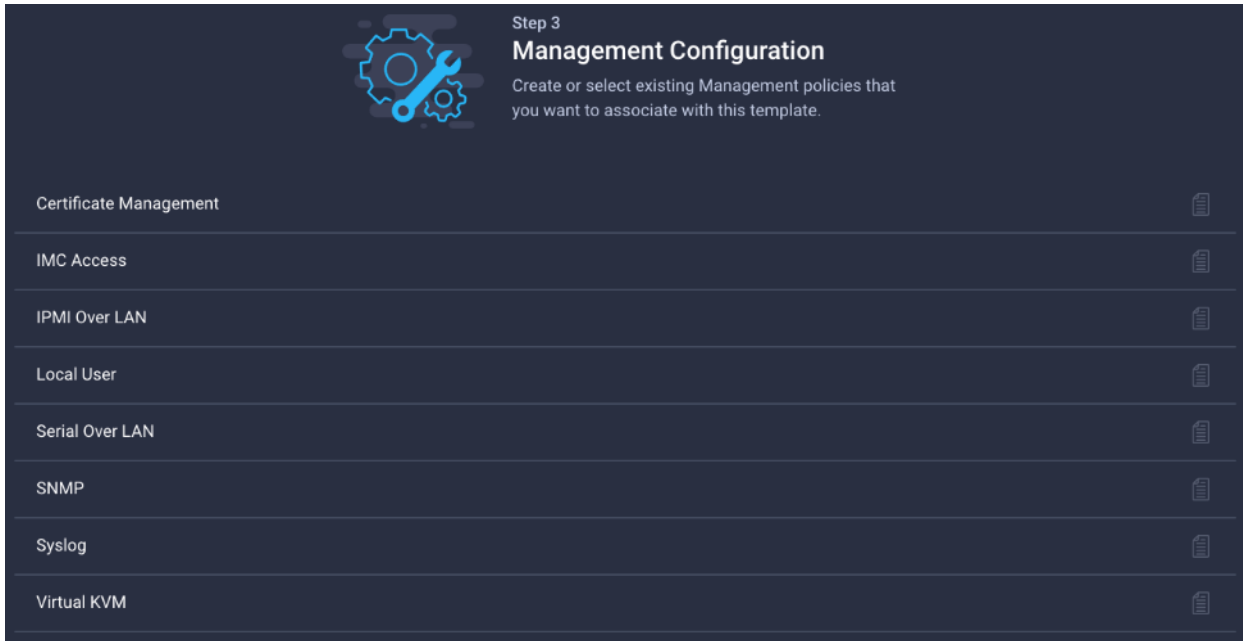 Step 3
Management Configuration
Create or select existing Management policies that
you want to associate with this template.
Certificate Management
IMC Access
IPMI Over LAN
Local User
Serial Over LAN
SNMP
Syslog
Virtual KVM